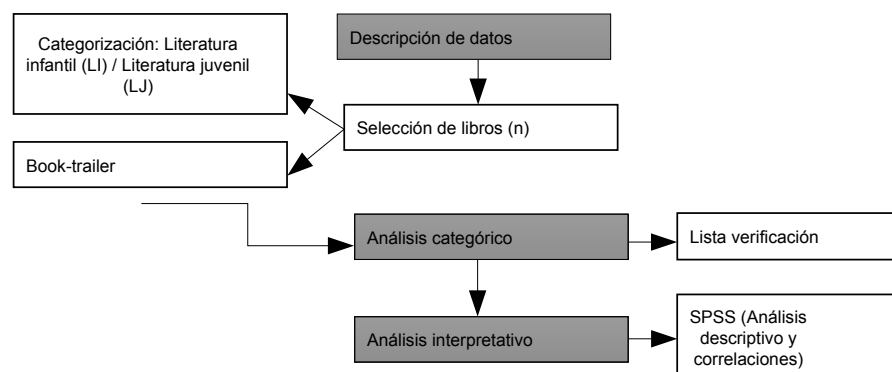 Categorización: Literatura
infantil (LI) / Literatura juvenil
(LJ)
Descripción de datos
Selección de libros (n)
Book-trailer
Análisis categórico
Lista verificación
Análisis interpretativo
SPSS (Análisis
descriptivo y
correlaciones)